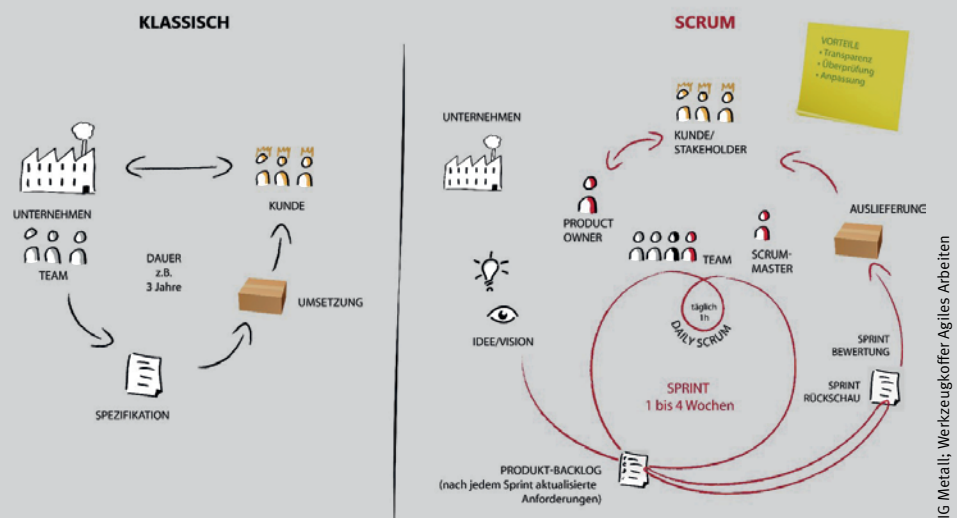 KLASSISCH
UNTERNEHMEN
TEAM
DAUER
z.B.
3 Jahre
KUNDE
UMSETZUNG
SPEZIFIKATION
SCRUM
VORTEILE
• Transparenz
• Überprüfung
• Anpassung
UNTERNEHMEN
KUNDE/
STAKEHOLDER
PRODUCT
OWNER
TEAM
SCRUM-
MASTER
AUSLIEFERUNG
IDEE/VISION
täglich
1h
DAILY SCRUM
SPRINT
1 bis 4 Wochen
SPRINT
BEWERTUNG
SPRINT
RÜCKSCHAU
PRODUKT-BACKLOG
(nach jedem Sprint aktualisierte
Anforderungen)
IG Metall; Werkzeugkoffer Agiles Arbeiten